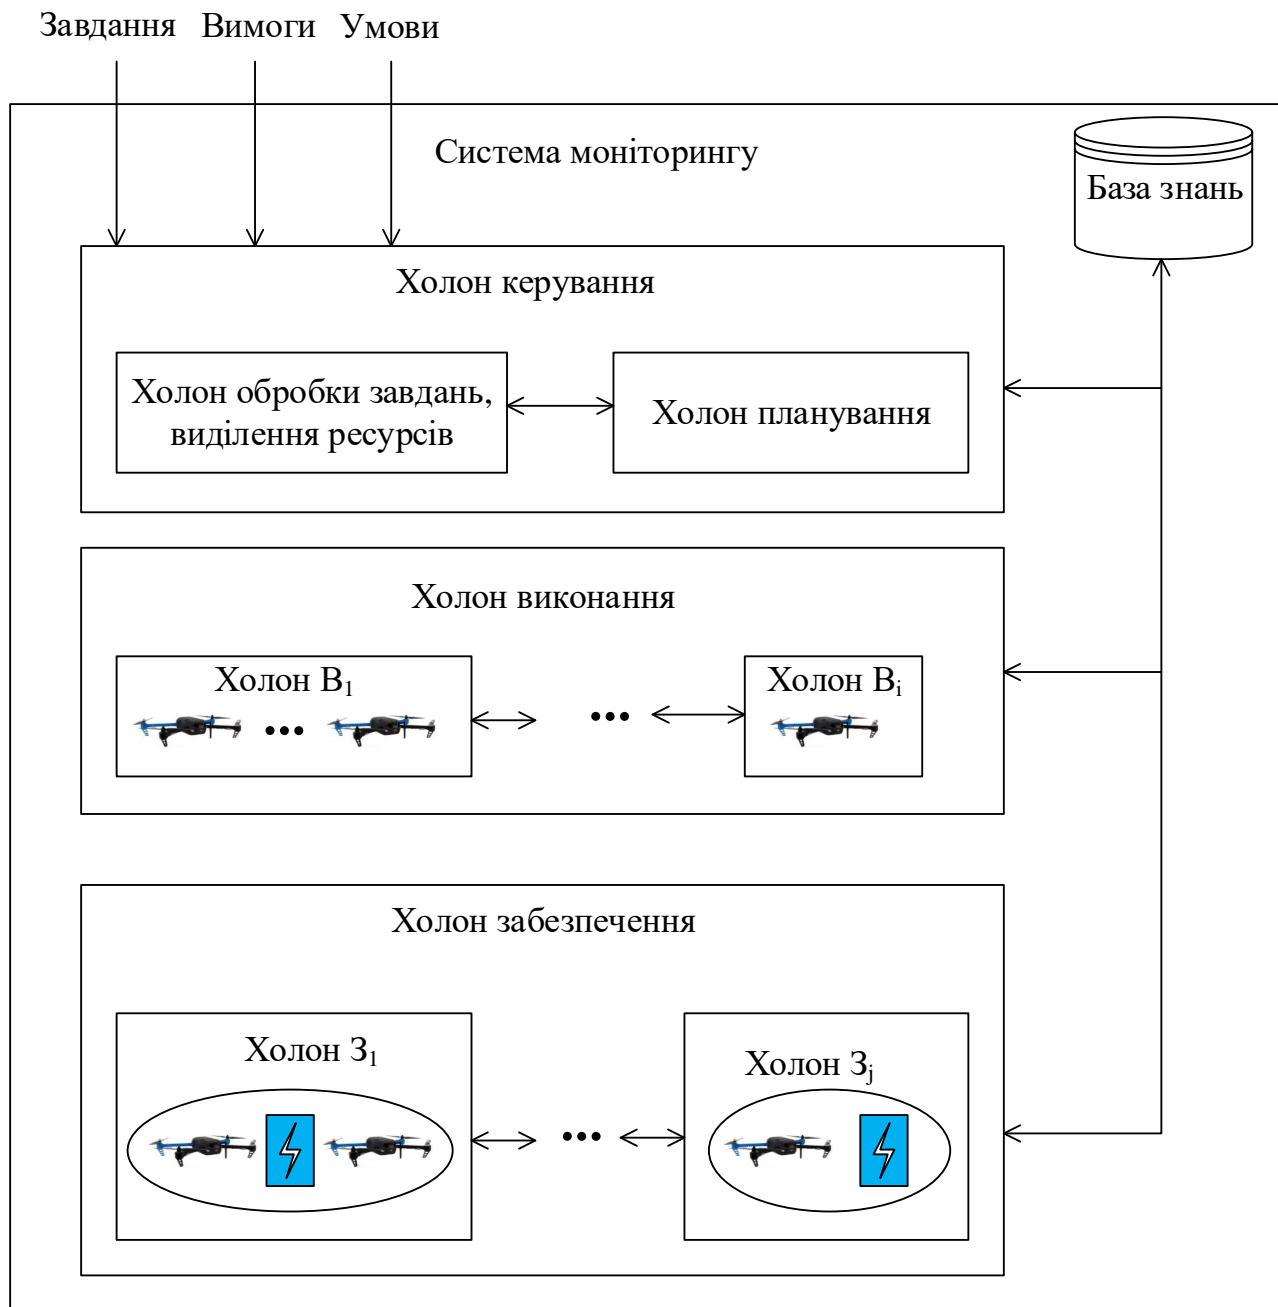 Завдання Вимоги Умови
Система моніторингу
База знань
Холон керування
Холон обробки завдань,
виділення ресурсів
Холон планування
Холон виконання
Холон В₁
...
Холон Вᵢ
...
Холон забезпечення
Холон З₁
...
Холон Зⱼ